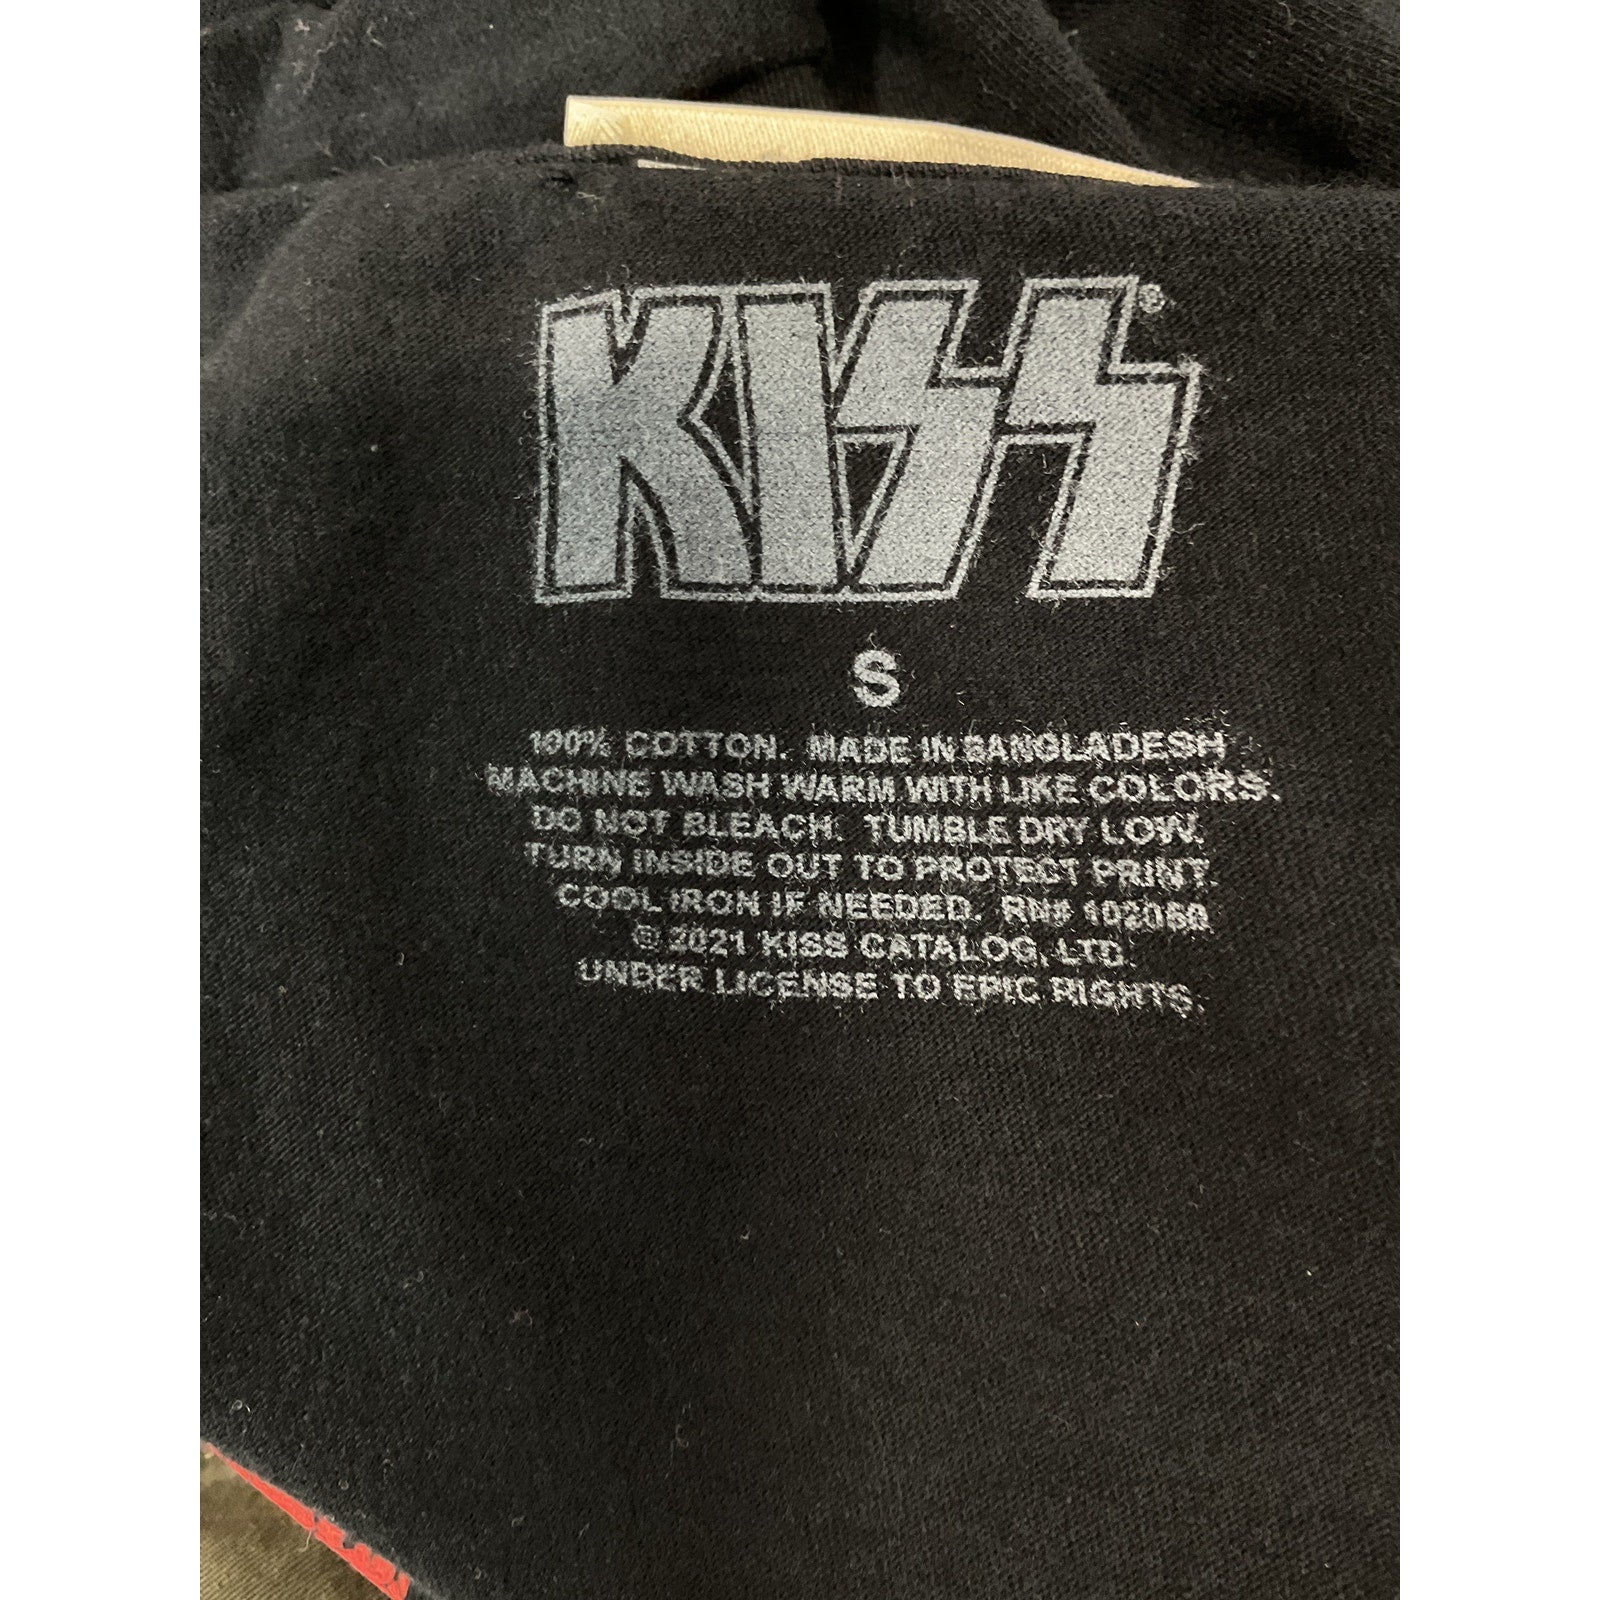 KISS®
S
100% COTTON. MADE IN BANGLADESH
MACHINE WASH WARM WITH LIKE COLORS.
DO NOT BLEACH. TUMBLE DRY LOW.
TURN INSIDE OUT TO PROTECT PRINT.
COOL IRON IF NEEDED. RN#
© 2021 KISS CATALOG, LTD.
UNDER LICENSE TO EPIC RIGHTS.